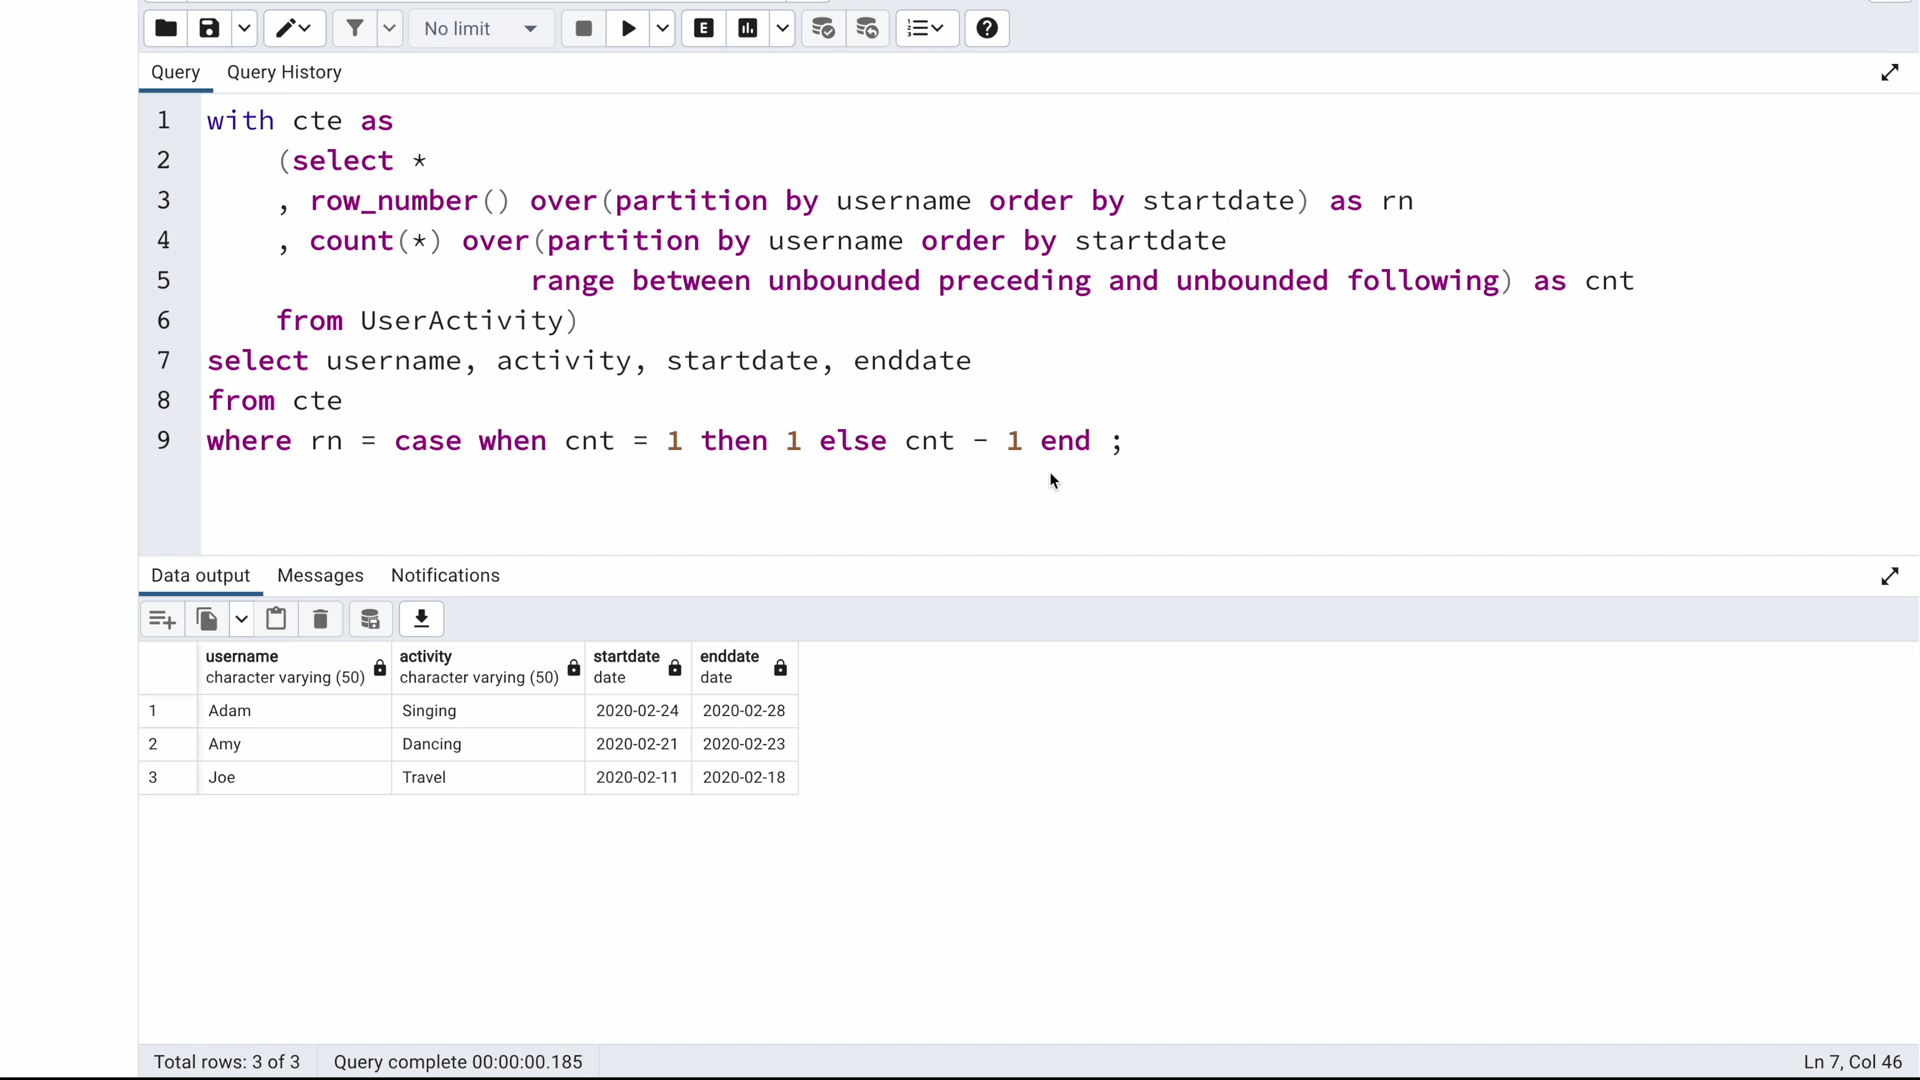 No limit
E
Query Query History
1 with cte as
2 (select *
3 , row_number() over(partition by username order by startdate) as rn
4 , count(*) over(partition by username order by startdate
5 range between unbounded preceding and unbounded following) as cnt
6 from UserActivity)
7 select username, activity, startdate, enddate
8 from cte
9 where rn = case when cnt = 1 then 1 else cnt - 1 end ;
Data output Messages Notifications
username activity startdate enddate
character varying (50) character varying (50) date date
1 Adam Singing 2020-02-24 2020-02-28
2 Amy Dancing 2020-02-21 2020-02-23
3 Joe Travel 2020-02-11 2020-02-18
Total rows: 3 of 3 Query complete 00:00:00.185 Ln 7, Col 46